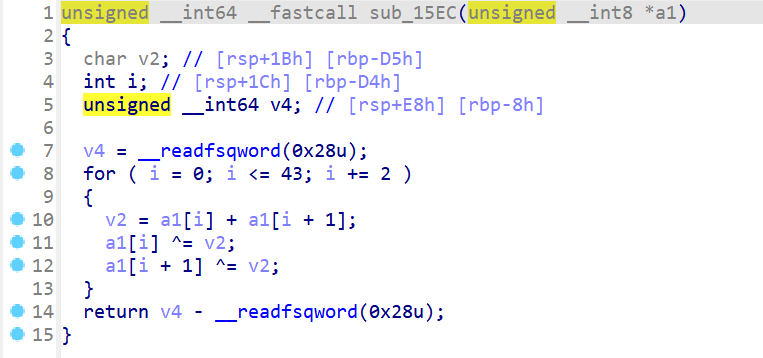 1 unsigned __int64 __fastcall sub_15EC(unsigned __int8 *a1)
2 {
3   char v2; // [rsp+1Bh] [rbp-D5h]
4   int i; // [rsp+1Ch] [rbp-D4h]
5   unsigned __int64 v4; // [rsp+E8h] [rbp-8h]
6
7   v4 = __readfsqword(0x28u);
8   for ( i = 0; i <= 43; i += 2 )
9   {
10     v2 = a1[i] + a1[i + 1];
11     a1[i] ^= v2;
12     a1[i + 1] ^= v2;
13   }
14   return v4 - __readfsqword(0x28u);
15 }